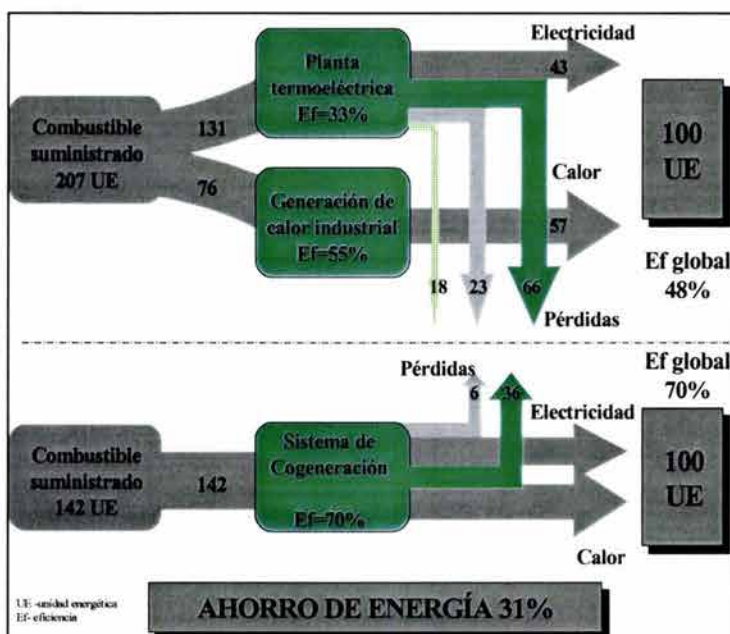 Electricidad
43
Planta
termoeléctrica
Ef=33%
Combustible
suministrado
207 UE
131
76
100
UE
Calor
Generación de
calor industrial
Ef=55%
57
18
23
66
Ef global
48%
Pérdidas
Ef global
70%
Pérdidas
6
36
Electricidad
Combustible
suministrado
142 UE
142
Sistema de
Cogeneración
Ef=70%
100
UE
Calor
UE -unidad energética
Ef- eficiencia
AHORRO DE ENERGÍA 31%